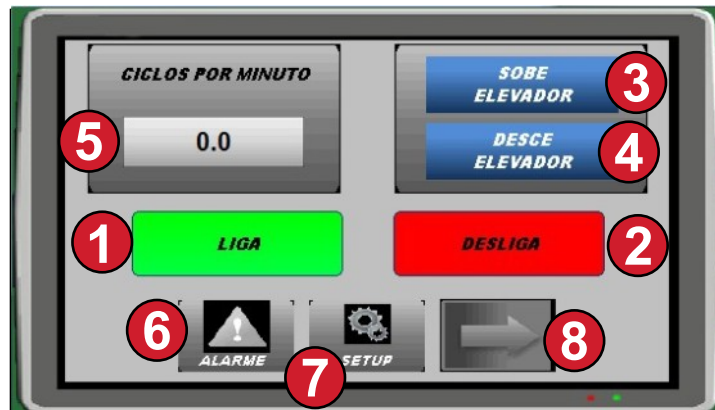 CICLOS POR MINUTO
5
0.0
SOBE
ELEVADOR
3
DESCE
ELEVADOR
4
1
LIGA
DESLIGA
2
6
ALARME
7
SETUP
8